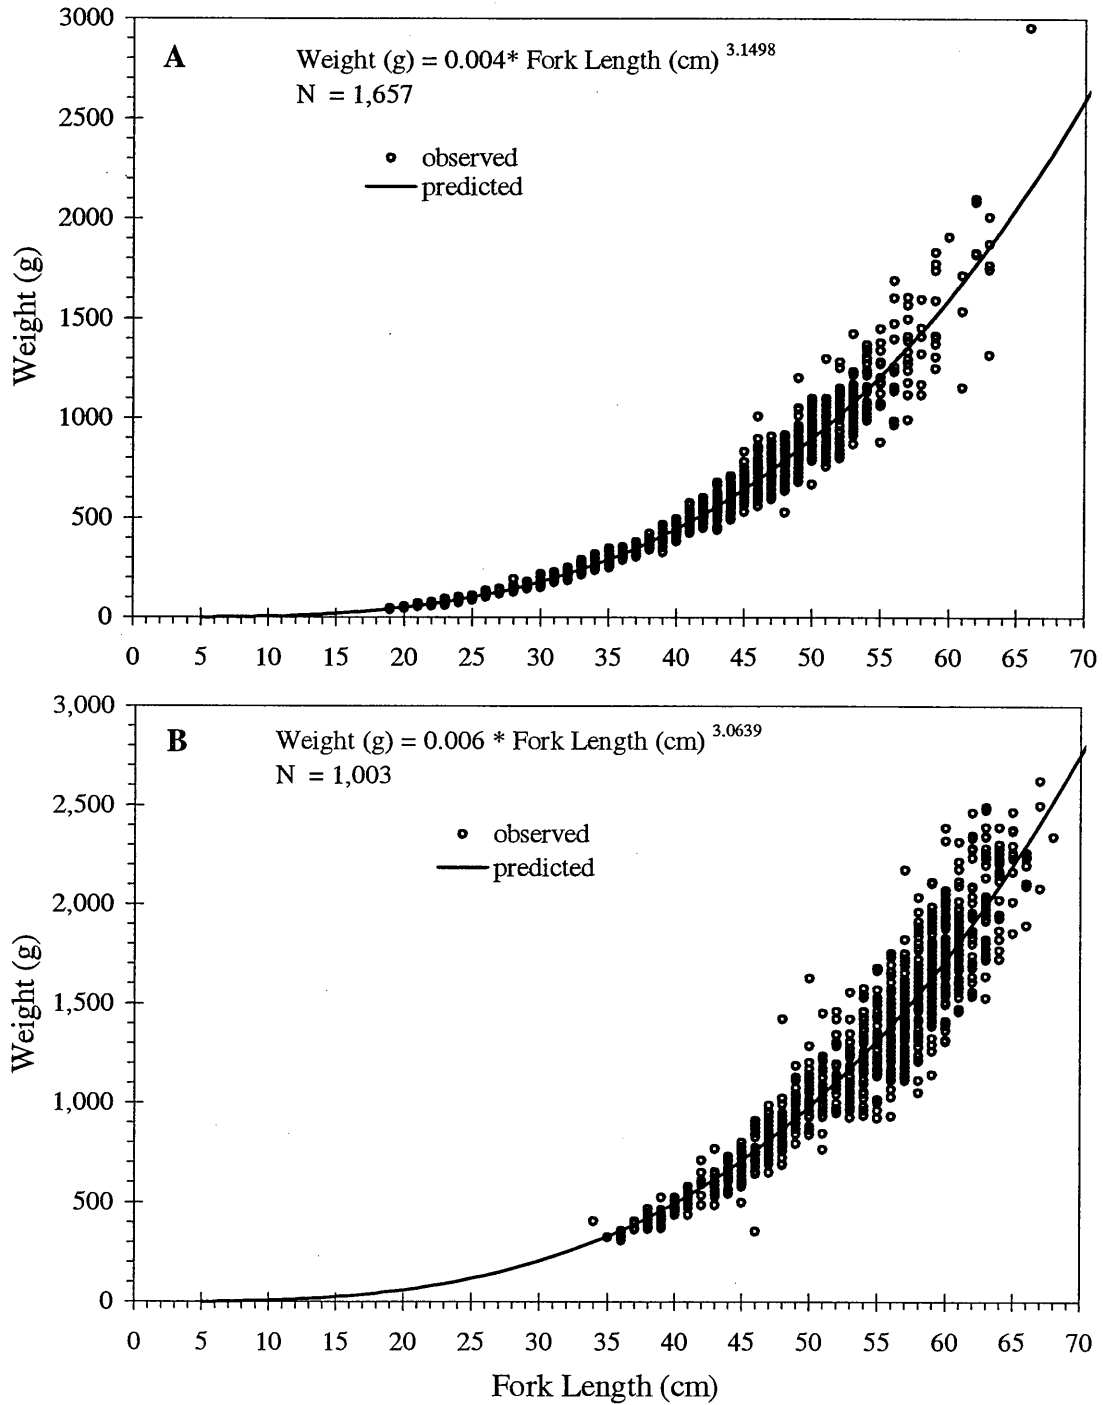 A
Weight (g) = 0.004* Fork Length (cm) 3.1498
N = 1,657
observed
predicted
Weight (g)
3000
2500
2000
1500
1000
500
0
0 5 10 15 20 25 30 35 40 45 50 55 60 65 70
B
Weight (g) = 0.006 * Fork Length (cm) 3.0639
N = 1,003
observed
predicted
Weight (g)
3,000
2,500
2,000
1,500
1,000
500
0
0 5 10 15 20 25 30 35 40 45 50 55 60 65 70
Fork Length (cm)